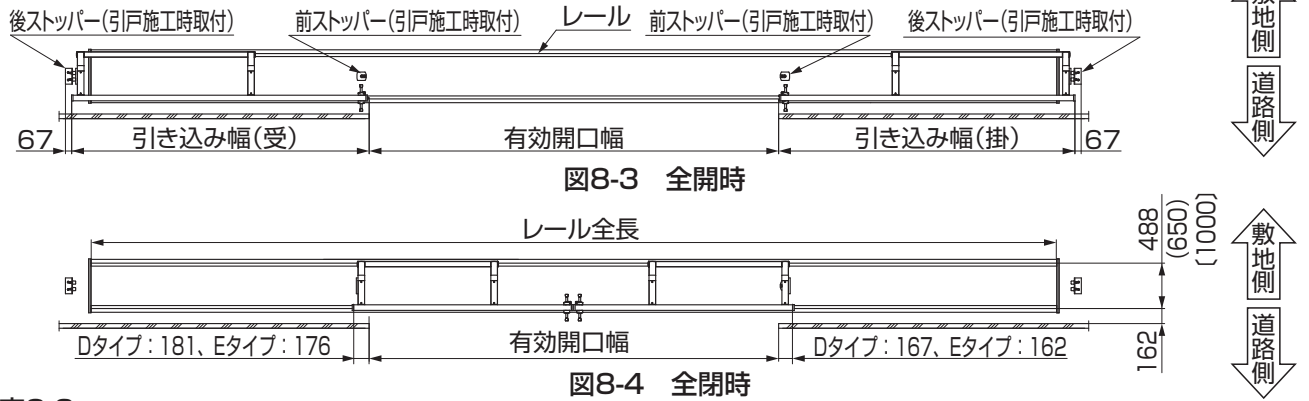 後ストッパー(引戸施工時取付)
前ストッパー(引戸施工時取付)
レール
前ストッパー(引戸施工時取付)
後ストッパー(引戸施工時取付)
地側
道路側
67
引き込み幅(受)
有効開口幅
引き込み幅(掛)
67
図8-3 全開時
レール全長
488
(650)
〔1000〕
敷地側
道路側
Dタイプ：181、Eタイプ：176
有効開口幅
Dタイプ：167、Eタイプ：162
162
図8-4 全閉時